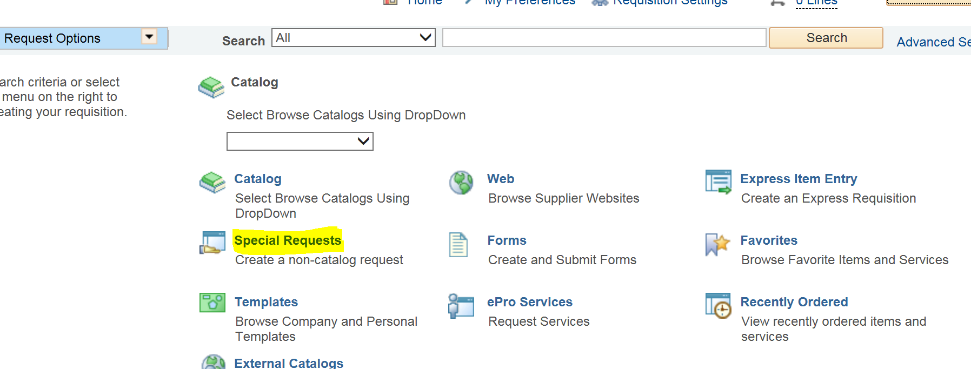 Home My Preferences Requisition Settings 0 Lines
Request Options
Search All Search Advanced Se
arch criteria or select
menu on the right to
eating your requisition.
Catalog
Select Browse Catalogs Using DropDown
Catalog
Select Browse Catalogs Using
DropDown
Web
Browse Supplier Websites
Express Item Entry
Create an Express Requisition
Special Requests
Create a non-catalog request
Forms
Create and Submit Forms
Favorites
Browse Favorite Items and Services
Templates
Browse Company and Personal
Templates
ePro Services
Request Services
Recently Ordered
View recently ordered items and
services
External Catalogs